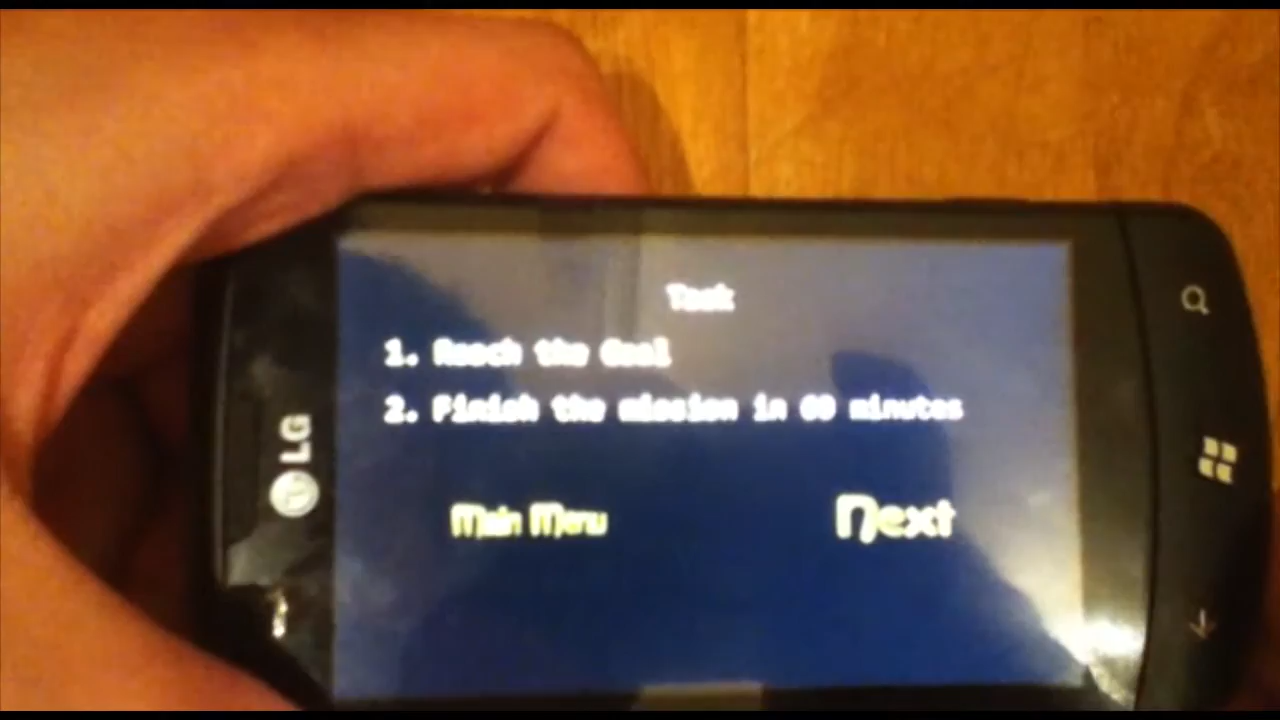 Task
1. Reach the Goal
2. Finish the mission in 60 minutes
Main Menu
Next
LG